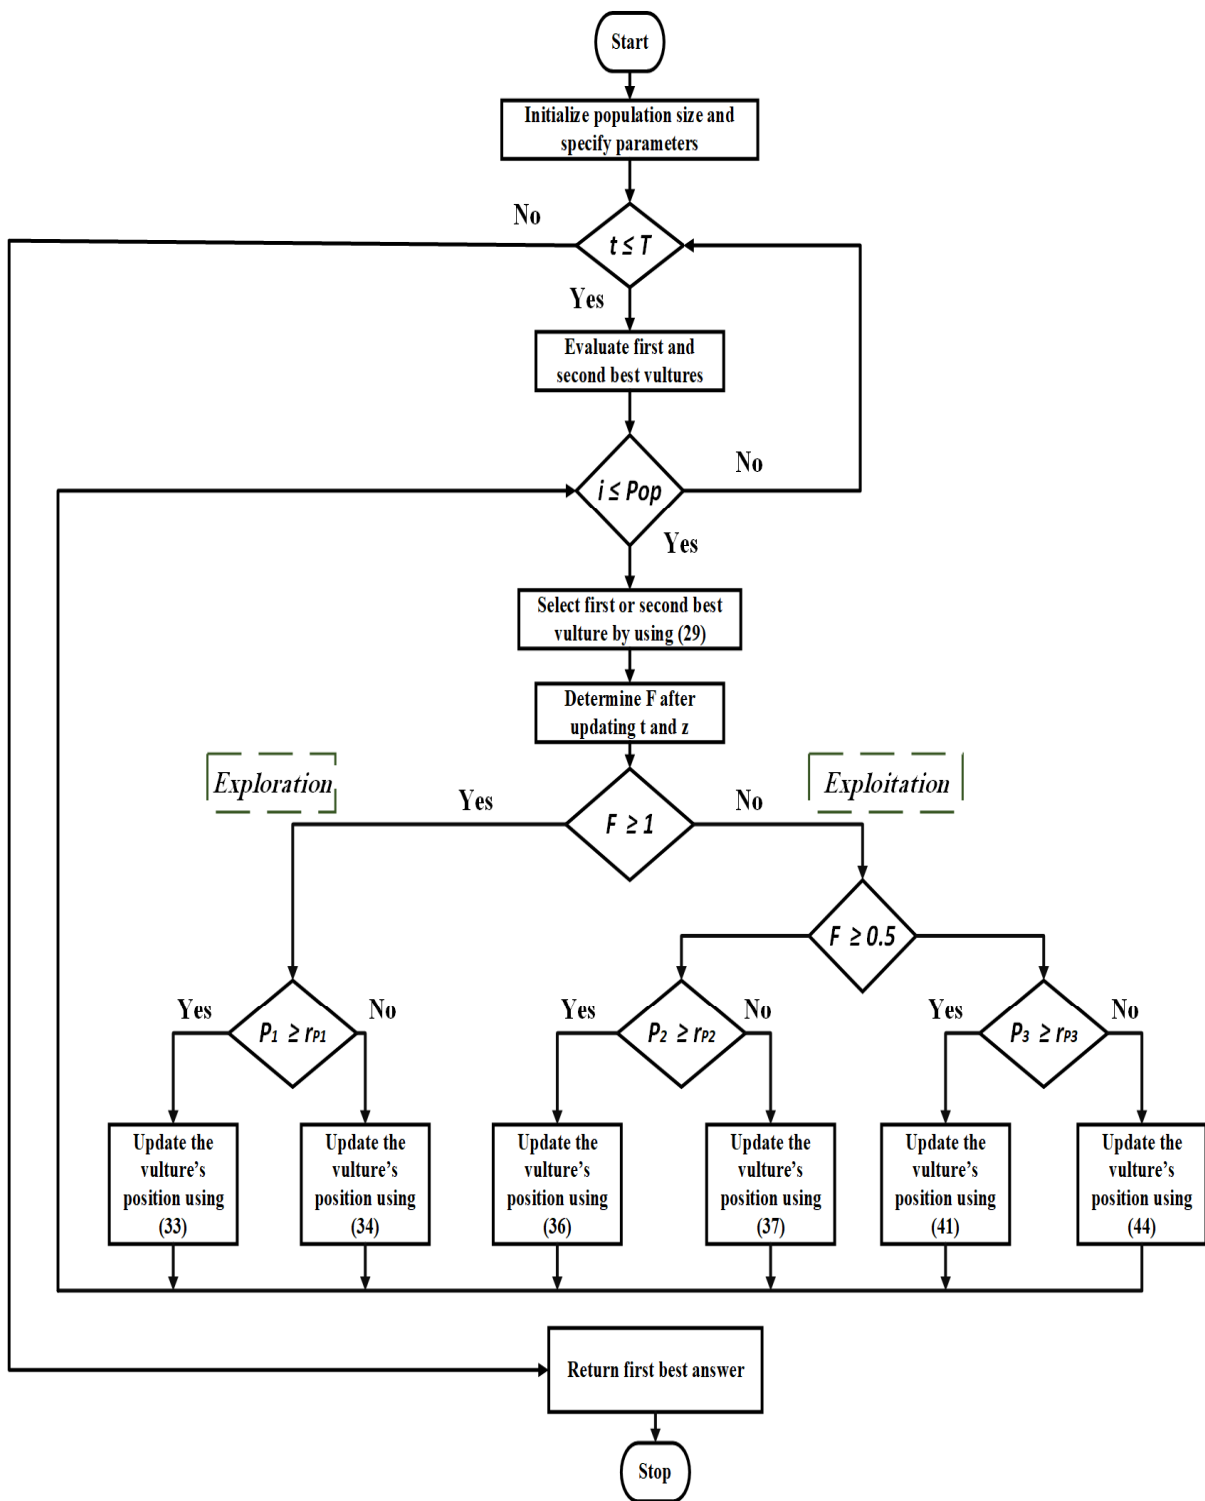 Start
Initialize population size and
specify parameters
No
t ≤ T
Yes
Evaluate first and
second best vultures
No
i ≤ Pop
Yes
Select first or second best
vulture by using (29)
Determine F after
updating t and z
Exploration
Exploitation
Yes
No
F ≥ 1
F ≥ 0.5
Yes
No
P1 ≥ rP1
Yes
No
P2 ≥ rP2
Yes
No
P3 ≥ rP3
Update the
vulture’s
position using
(33)
Update the
vulture’s
position using
(34)
Update the
vulture’s
position using
(36)
Update the
vulture’s
position using
(37)
Update the
vulture’s
position using
(41)
Update the
vulture’s
position using
(44)
Return first best answer
Stop